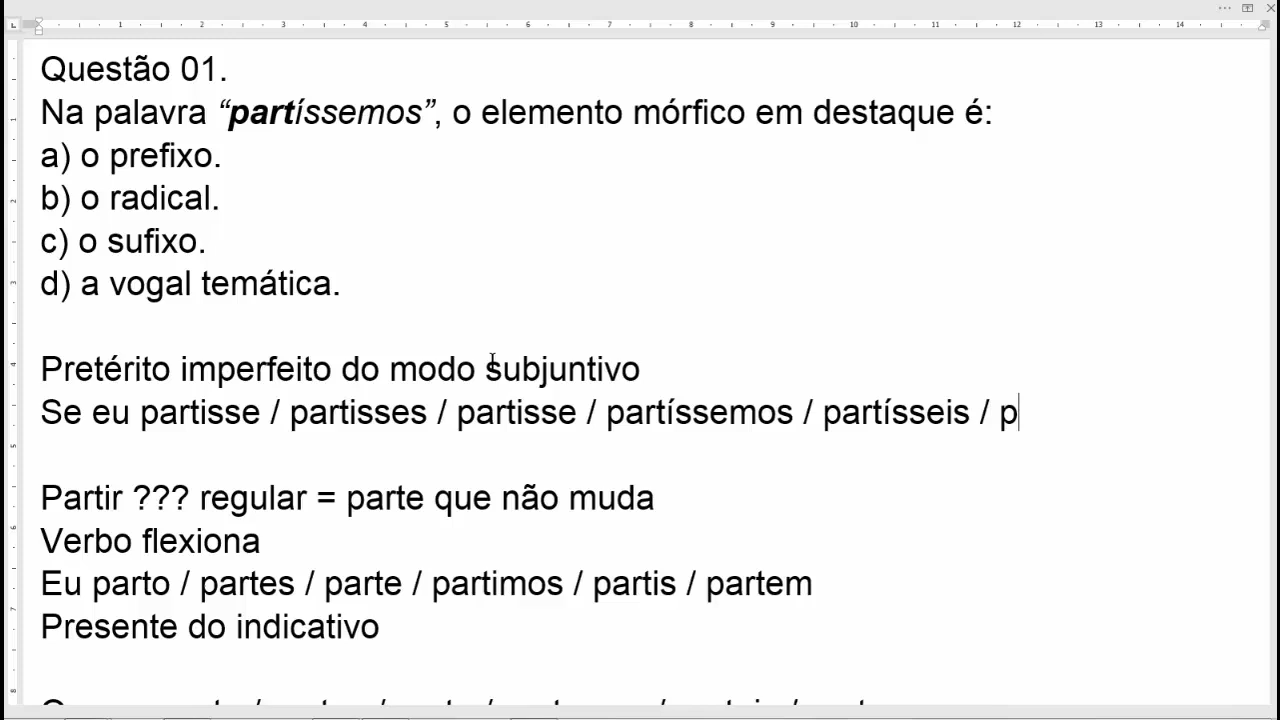 Questão 01.
Na palavra “partíssemos”, o elemento mórfico em destaque é:
a) o prefixo.
b) o radical.
c) o sufixo.
d) a vogal temática.
Pretérito imperfeito do modo subjuntivo
Se eu partisse / partisses / partisse / partíssemos / partísseis / p
Partir ??? regular = parte que não muda
Verbo flexiona
Eu parto / partes / parte / partimos / partis / partem
Presente do indicativo